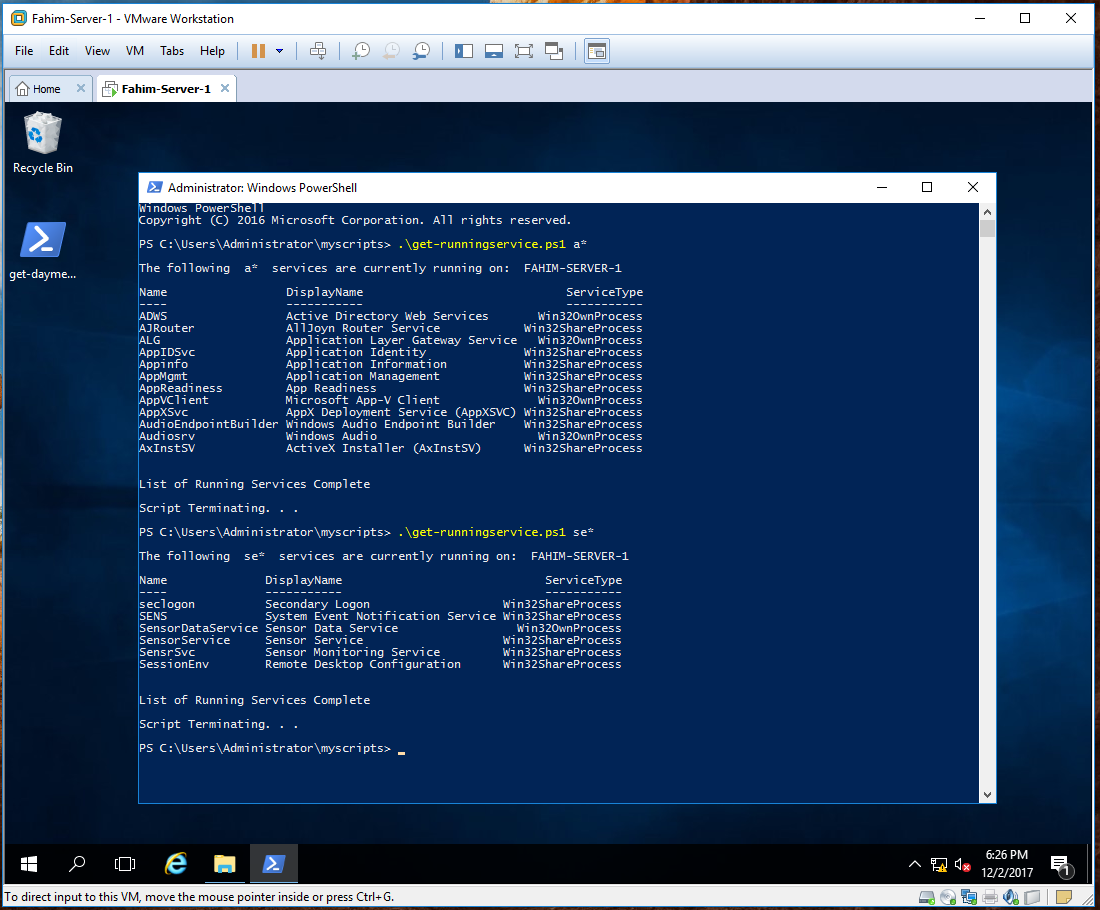 Fahim-Server-1 - VMware Workstation
File Edit View VM Tabs Help
Home
Fahim-Server-1
Recycle Bin
get-dayme...
Administrator: Windows PowerShell
Windows PowerShell
Copyright (C) 2016 Microsoft Corporation. All rights reserved.
PS C:\Users\Administrator\myscripts> .\get-runningservice.ps1 a*
The following  a*  services are currently running on:  FAHIM-SERVER-1
Name                 DisplayName                             ServiceType
----                 -----------                             -----------
ADWS                 Active Directory Web Services       Win32OwnProcess
AJRouter             AllJoyn Router Service            Win32ShareProcess
ALG                  Application Layer Gateway Service   Win32OwnProcess
AppIDSvc             Application Identity              Win32ShareProcess
Appinfo              Application Information           Win32ShareProcess
AppMgmt              Application Management            Win32ShareProcess
AppReadiness         App Readiness                     Win32ShareProcess
AppVClient           Microsoft App-V Client              Win32OwnProcess
AppXSvc              AppX Deployment Service (AppXSVC) Win32ShareProcess
AudioEndpointBuilder Windows Audio Endpoint Builder    Win32ShareProcess
Audiosrv             Windows Audio                       Win32OwnProcess
AxInstSV             ActiveX Installer (AxInstSV)      Win32ShareProcess
List of Running Services Complete
Script Terminating. . .
PS C:\Users\Administrator\myscripts> .\get-runningservice.ps1 se*
The following  se*  services are currently running on:  FAHIM-SERVER-1
Name              DisplayName                             ServiceType
----              -----------                             -----------
seclogon          Secondary Logon                   Win32ShareProcess
SENS              System Event Notification Service Win32ShareProcess
SensorDataService Sensor Data Service                 Win32OwnProcess
SensorService     Sensor Service                    Win32ShareProcess
SensrSvc          Sensor Monitoring Service         Win32ShareProcess
SessionEnv        Remote Desktop Configuration      Win32ShareProcess
List of Running Services Complete
Script Terminating. . .
PS C:\Users\Administrator\myscripts>
6:26 PM
12/2/2017
1
To direct input to this VM, move the mouse pointer inside or press Ctrl+G.